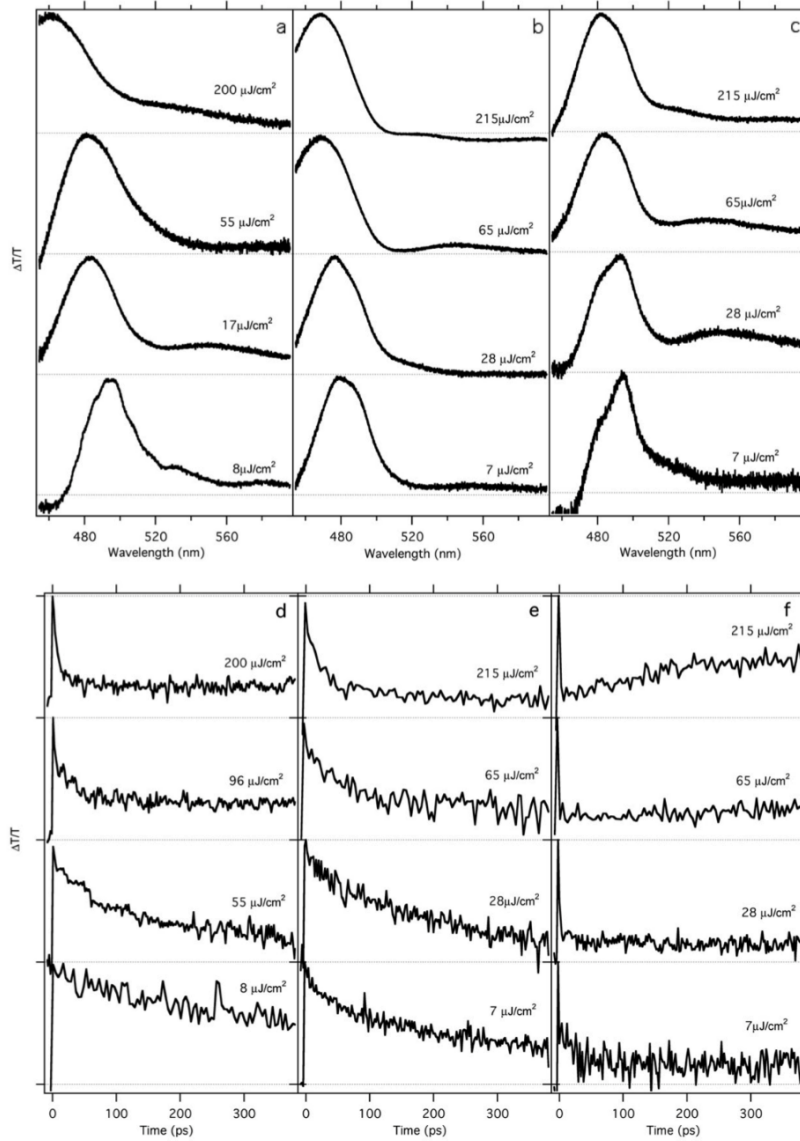 a
b
c
200 µJ/cm²
215µJ/cm²
215 µJ/cm²
55 µJ/cm²
65 µJ/cm²
65µJ/cm²
17µJ/cm²
28 µJ/cm²
28 µJ/cm²
8µJ/cm²
7 µJ/cm²
7 µJ/cm²
ΔT/T
480 520 560
480 520 560
480 520 560
Wavelength (nm)
Wavelength (nm)
Wavelength (nm)
d
e
f
200 µJ/cm²
215 µJ/cm²
215 µJ/cm²
96 µJ/cm²
65 µJ/cm²
65 µJ/cm²
55 µJ/cm²
28µJ/cm²
28 µJ/cm²
8 µJ/cm²
7 µJ/cm²
7µJ/cm²
ΔT/T
0 100 200 300
0 100 200 300
0 100 200 300
Time (ps)
Time (ps)
Time (ps)